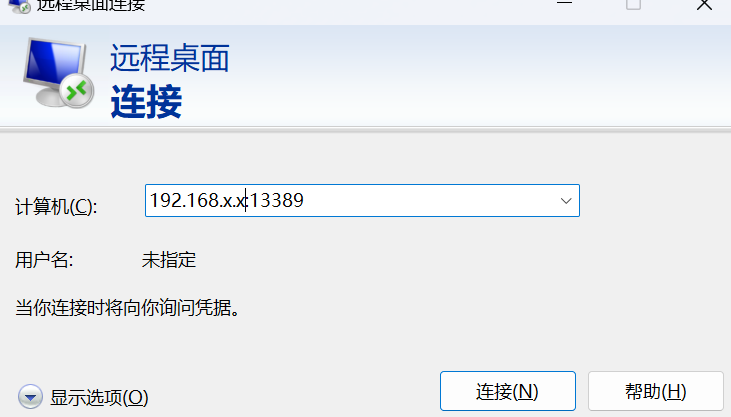 远程桌面连接
远程桌面
连接
计算机(C):
192.168.x.x:13389
用户名:
未指定
当你连接时将向你询问凭据。
显示选项(O)
连接(N)
帮助(H)